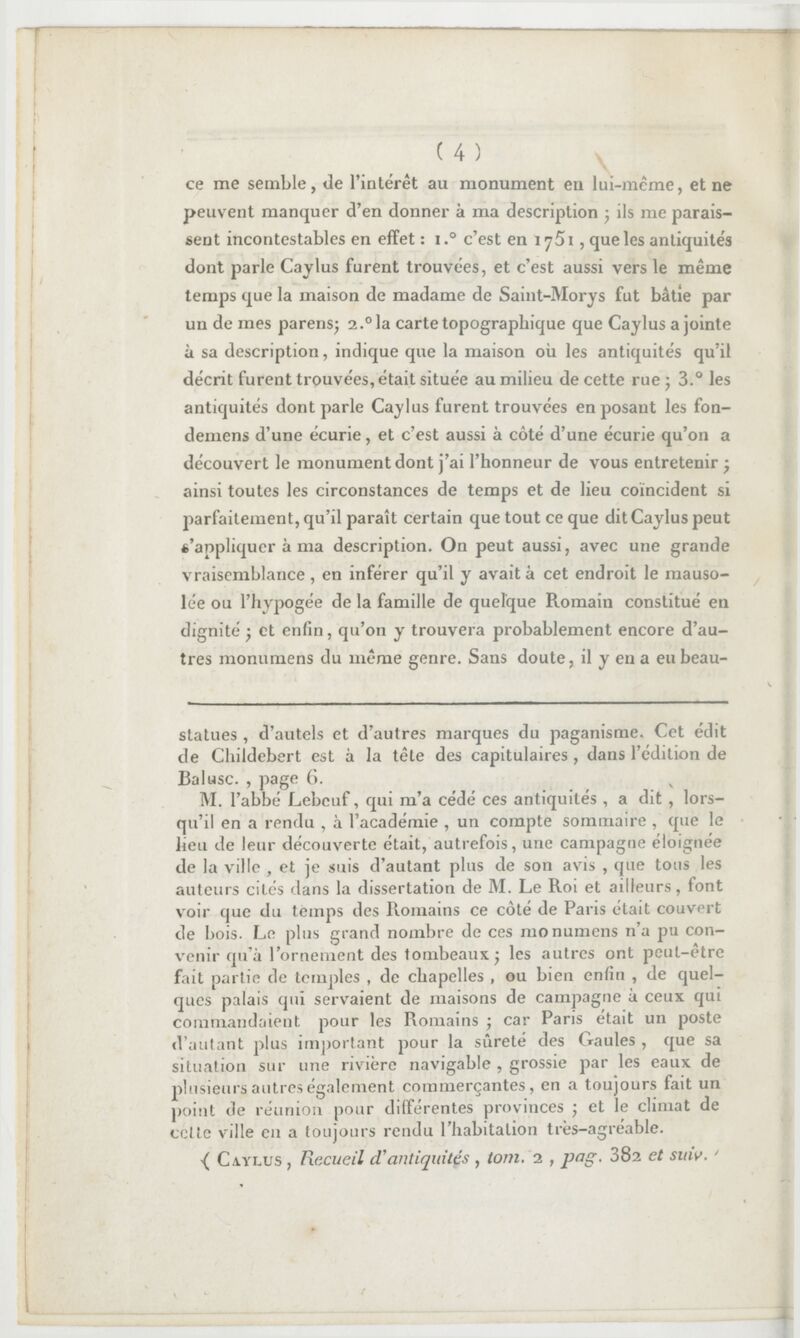 ( 4 )
ce me semble, de l'intérêt au monument en lui-même, et ne
peuvent manquer d'en donner à ma description ; ils me parais-
sent incontestables en effet : 1.° c'est en 1751, que les antiquités
dont parle Caylus furent trouvées, et c'est aussi vers le même
temps que la maison de madame de Saint-Morys fut bâtie par
un de mes parens; 2.° la carte topographique que Caylus a jointe
à sa description, indique que la maison où les antiquités qu'il
décrit furent trouvées, était située au milieu de cette rue ; 3.° les
antiquités dont parle Caylus furent trouvées en posant les fon-
demens d'une écurie, et c'est aussi à côté d'une écurie qu'on a
découvert le monument dont j'ai l'honneur de vous entretenir ;
ainsi toutes les circonstances de temps et de lieu coïncident si
parfaitement, qu'il paraît certain que tout ce que dit Caylus peut
s'appliquer à ma description. On peut aussi, avec une grande
vraisemblance, en inférer qu'il y avait à cet endroit le mauso-
lée ou l'hypogée de la famille de quelque Romain constitué en
dignité ; et enfin, qu'on y trouvera probablement encore d'au-
tres monumens du même genre. Sans doute, il y en a eu beau-
statues, d'autels et d'autres marques du paganisme. Cet édit
de Childebert est à la tête des capitulaires, dans l'édition de
Balusc., page 6.
M. l'abbé Lebeuf, qui m'a cédé ces antiquités, a dit, lors-
qu'il en a rendu, à l'académie, un compte sommaire, que le
lieu de leur découverte était, autrefois, une campagne éloignée
de la ville, et je suis d'autant plus de son avis, que tous les
auteurs cités dans la dissertation de M. Le Roi et ailleurs, font
voir que du temps des Romains ce côté de Paris était couvert
de bois. Le plus grand nombre de ces monumens n'a pu con-
venir qu'à l'ornement des tombeaux ; les autres ont peut-être
fait partie de temples, de chapelles, ou bien enfin, de quel-
ques palais qui servaient de maisons de campagne à ceux qui
commandaient pour les Romains ; car Paris était un poste
d'autant plus important pour la sûreté des Gaules, que sa
situation sur une rivière navigable, grossie par les eaux de
plusieurs autres également commerçantes, en a toujours fait un
point de réunion pour différentes provinces ; et le climat de
cette ville en a toujours rendu l'habitation très-agréable.
( CAYLUS, Recueil d'antiquités, tom. 2, pag. 382 et suiv. '